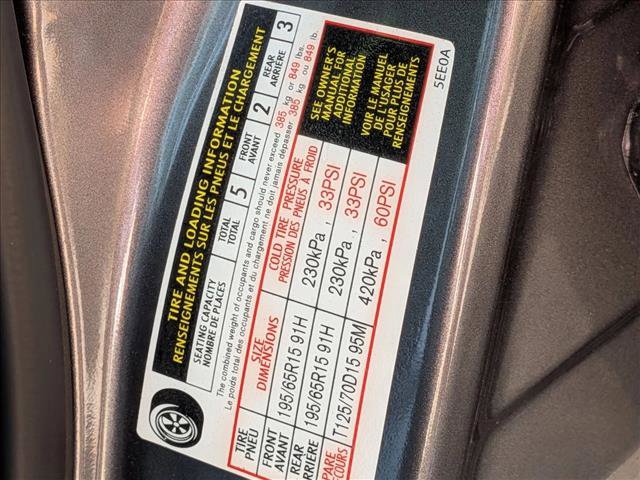 TIRE AND LOADING INFORMATION
RENSEIGNEMENTS SUR LES PNEUS ET LE CHARGEMENT
SEATING CAPACITY
NOMBRE DE PLACES
TOTAL
TOTAL
5
FRONT
AVANT
2
REAR
ARRIÈRE
3
The combined weight of occupants and cargo should never exceed 385 kg or 849 lbs.
Le poids total des occupants et du chargement ne doit jamais dépasser 385 kg ou 849 lb.
TIRE
PNEU
SIZE
DIMENSIONS
COLD TIRE PRESSURE
PRESSION DES PNEUS À FROID
FRONT
AVANT
195/65R15 91H
230kPa , 33PSI
REAR
ARRIÈRE
195/65R15 91H
230kPa , 33PSI
PARE
COURS
T125/70D15 95M
420kPa , 60PSI
SEE OWNER'S
MANUAL FOR
ADDITIONAL
INFORMATION
VOIR LE MANUEL
DE L'USAGER
POUR PLUS DE
RENSEIGNEMENTS
5EE0A